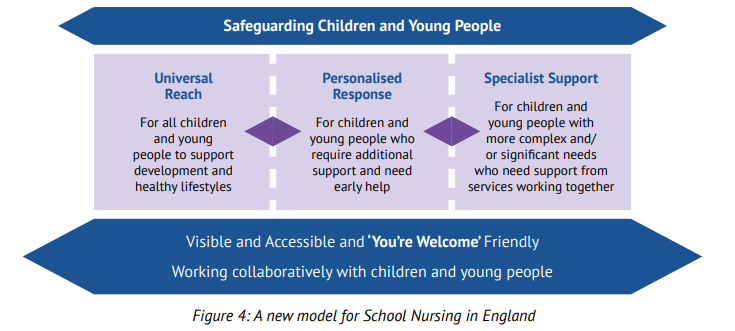 Safeguarding Children and Young People
Universal
Reach
For all children
and young
people to support
development and
healthy lifestyles
Personalised
Response
For children and
young people who
require additional
support and need
early help
Specialist Support
For children and
young people with
more complex and/
or significant needs
who need support from
services working together
Visible and Accessible and ‘You’re Welcome’ Friendly
Working collaboratively with children and young people
Figure 4: A new model for School Nursing in England